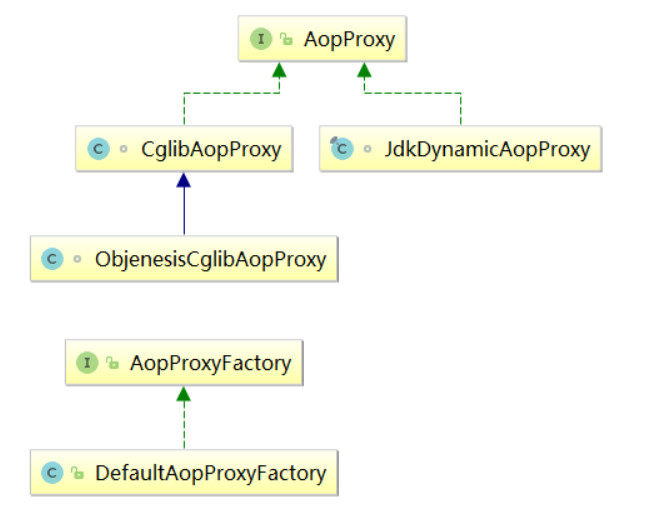 I AopProxy
C CglibAopProxy
C JdkDynamicAopProxy
C ObjenesisCglibAopProxy
I AopProxyFactory
C DefaultAopProxyFactory